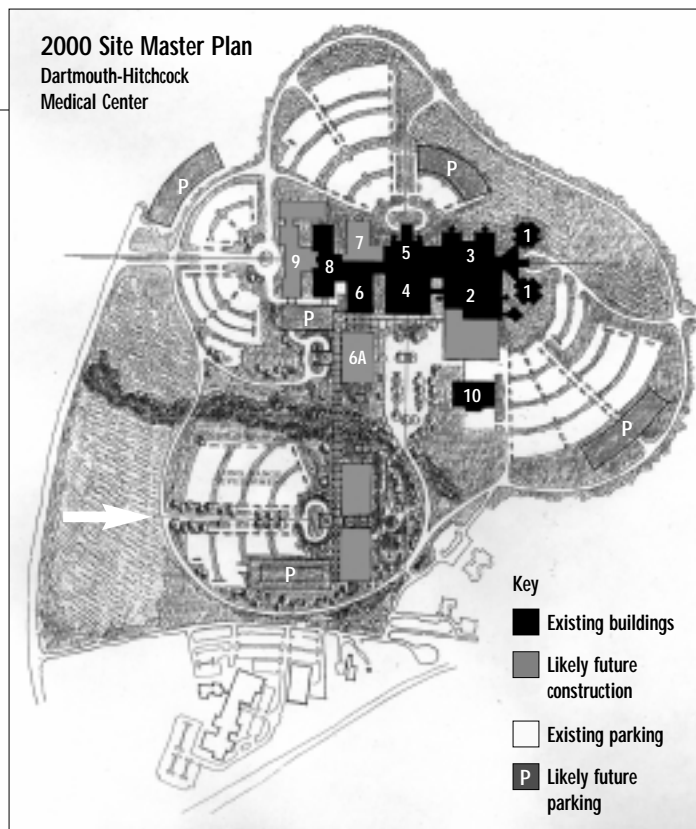 2000 Site Master Plan
Dartmouth-Hitchcock
Medical Center
P
P
7
5
3
1
9
8
6
4
2
1
P
6A
10
P
P
Key
Existing buildings
Likely future
construction
Existing parking
P Likely future
parking